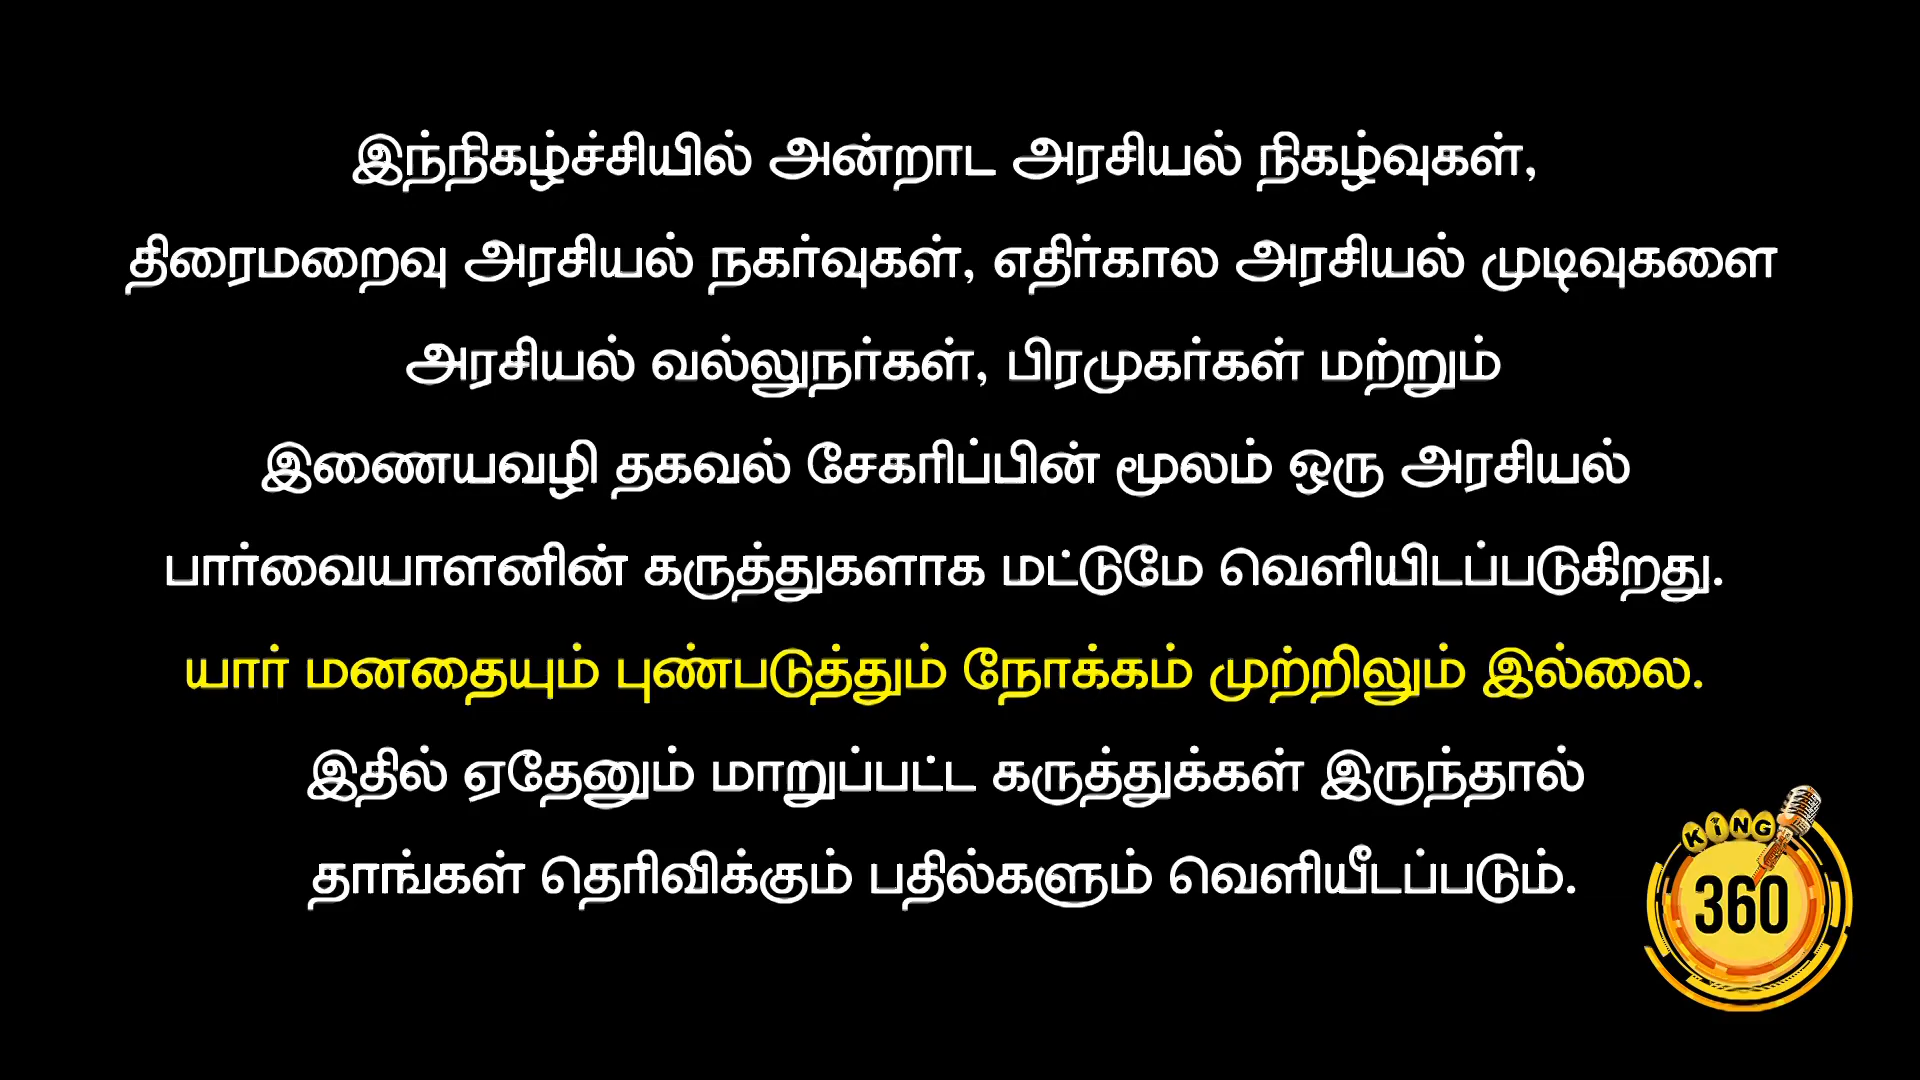 இந்நிகழ்ச்சியில் அன்றாட அரசியல் நிகழ்வுகள்,
திரைமறைவு அரசியல் நகர்வுகள், எதிர்கால அரசியல் முடிவுகளை
அரசியல் வல்லுநர்கள், பிரமுகர்கள் மற்றும்
இணையவழி தகவல் சேகரிப்பின் மூலம் ஒரு அரசியல்
பார்வையாளனின் கருத்துகளாக மட்டுமே வெளியிடப்படுகிறது.
யார் மனதையும் புண்படுத்தும் நோக்கம் முற்றிலும் இல்லை.
இதில் ஏதேனும் மாறுப்பட்ட கருத்துக்கள் இருந்தால்
தாங்கள் தெரிவிக்கும் பதில்களும் வெளியீடப்படும்.
KiNG
360